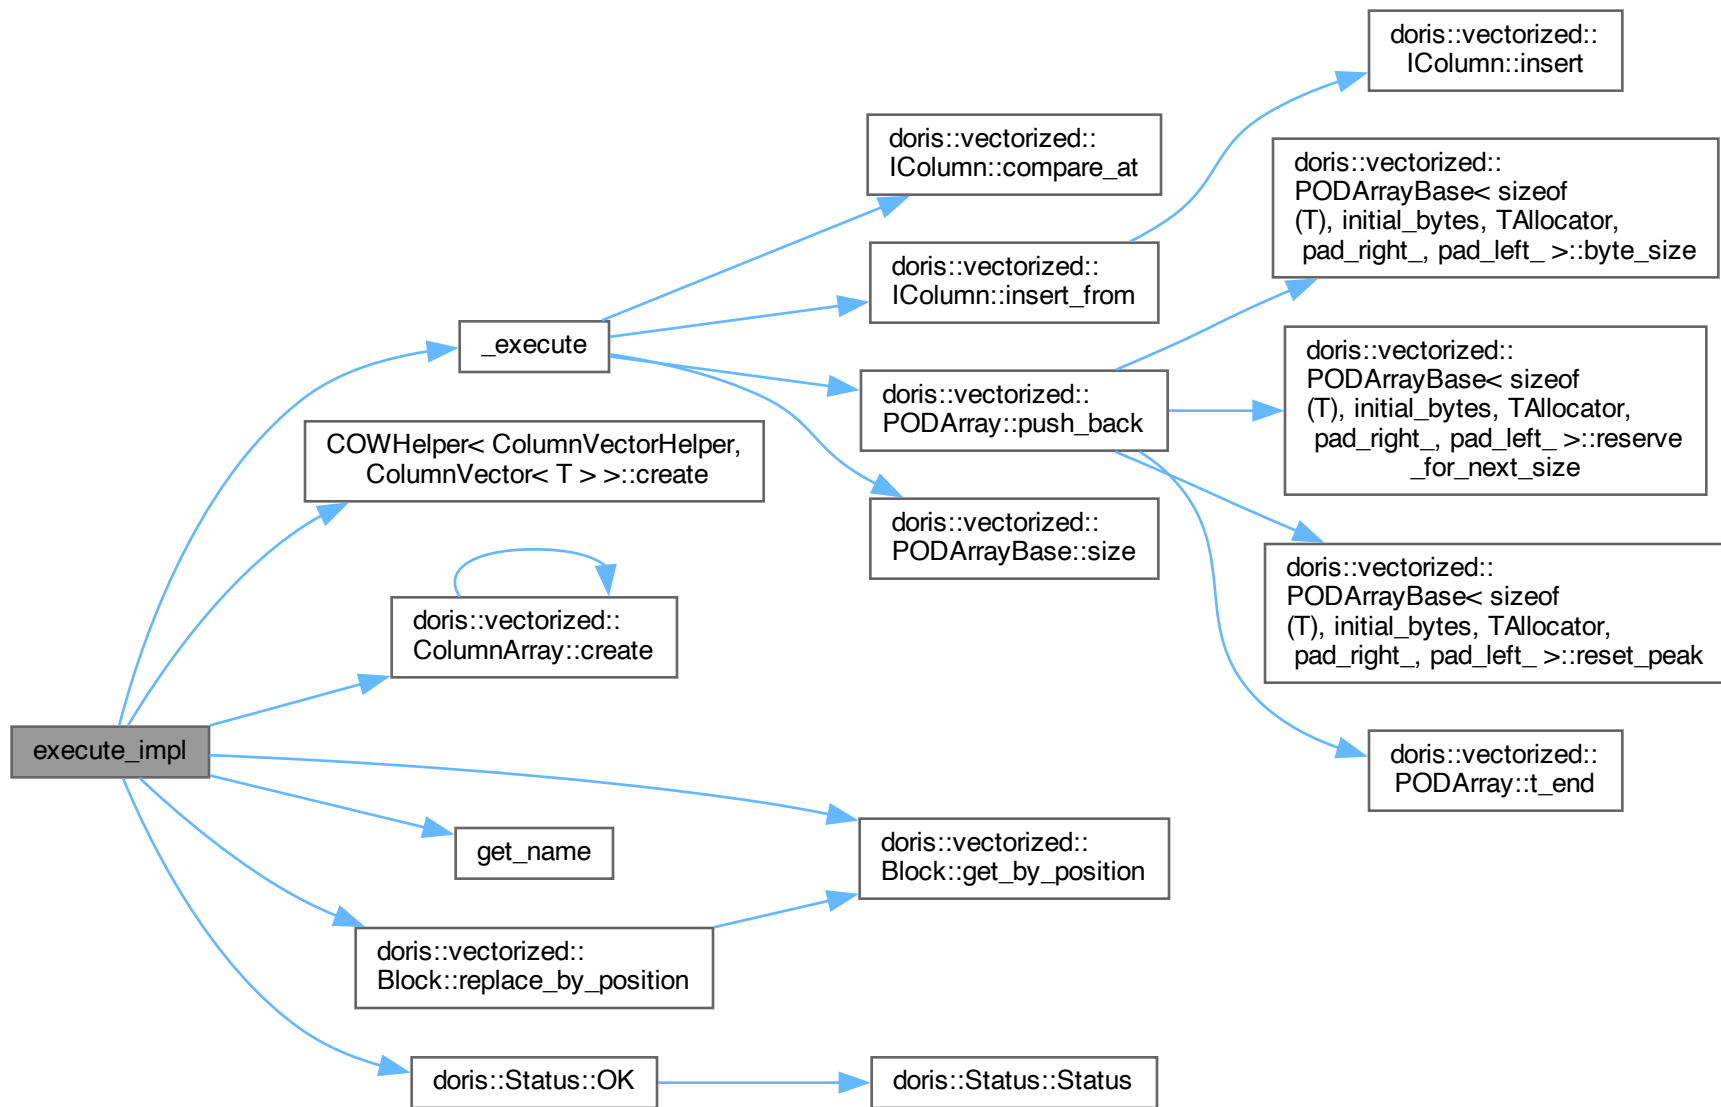 doris::vectorized::
IColumn::insert
doris::vectorized::
IColumn::compare_at
doris::vectorized::
PODArrayBase< sizeof
(T), initial_bytes, TAllocator,
pad_right_, pad_left_ >::byte_size
doris::vectorized::
IColumn::insert_from
_execute
doris::vectorized::
PODArrayBase< sizeof
(T), initial_bytes, TAllocator,
pad_right_, pad_left_ >::reserve
_for_next_size
doris::vectorized::
PODArray::push_back
COWHelper< ColumnVectorHelper,
ColumnVector< T > >::create
doris::vectorized::
PODArrayBase::size
doris::vectorized::
PODArrayBase< sizeof
(T), initial_bytes, TAllocator,
pad_right_, pad_left_ >::reset_peak
doris::vectorized::
ColumnArray::create
execute_impl
doris::vectorized::
PODArray::t_end
get_name
doris::vectorized::
Block::get_by_position
doris::vectorized::
Block::replace_by_position
doris::Status::OK
doris::Status::Status